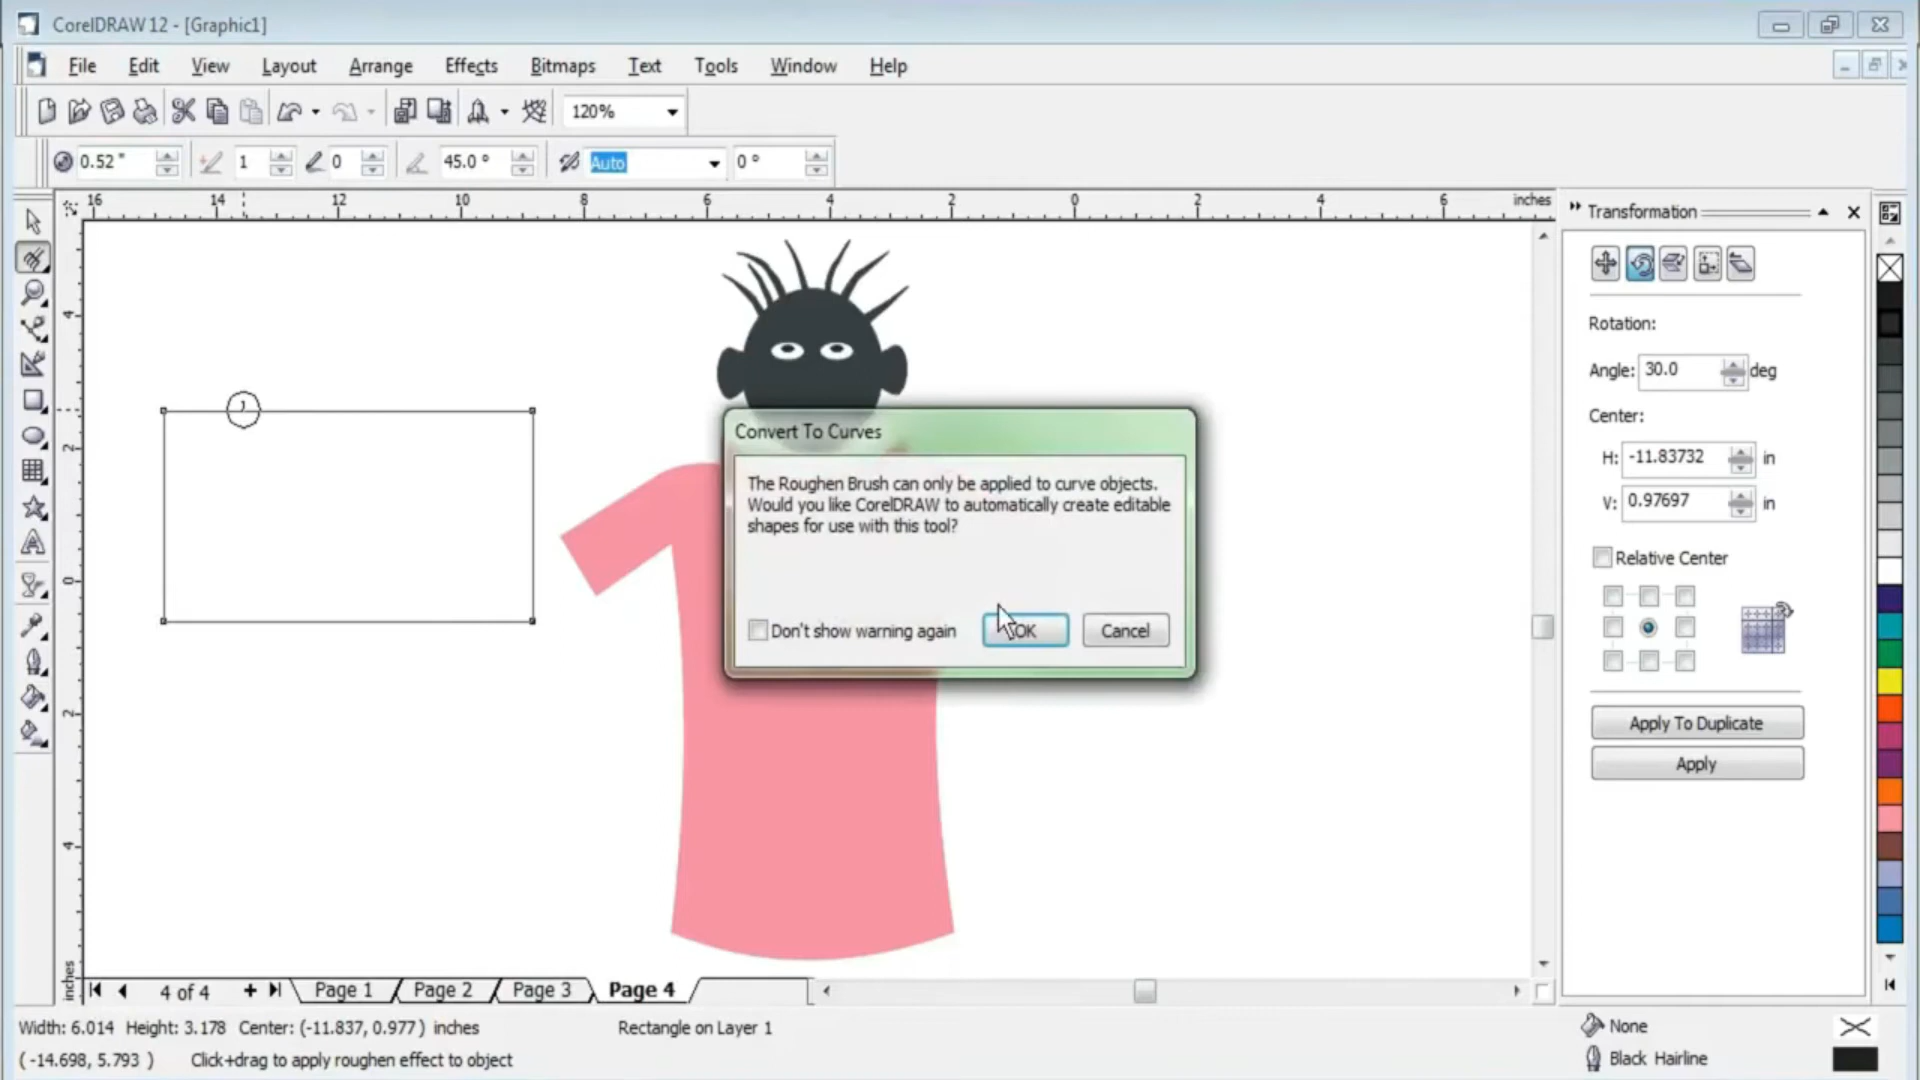 CorelDRAW 12 - [Graphic1]
File Edit View Layout Arrange Effects Bitmaps Text Tools Window Help
120%
0.52 " 1 0 45.0 ° Auto 0 °
16 14 12 10 8 6 4 2 0 2 4 6 inches
4
2
0
2
4
inches
Convert To Curves
The Roughen Brush can only be applied to curve objects.
Would you like CorelDRAW to automatically create editable
shapes for use with this tool?
Don't show warning again OK Cancel
Transformation
Rotation:
Angle: 30.0 deg
Center:
H: -11.83732 in
V: 0.97697 in
Relative Center
Apply To Duplicate
Apply
4 of 4 Page 1 Page 2 Page 3 Page 4
Width: 6.014 Height: 3.178 Center: (-11.837, 0.977 ) inches Rectangle on Layer 1
( -14.698, 5.793 ) Click+drag to apply roughen effect to object
None
Black Hairline